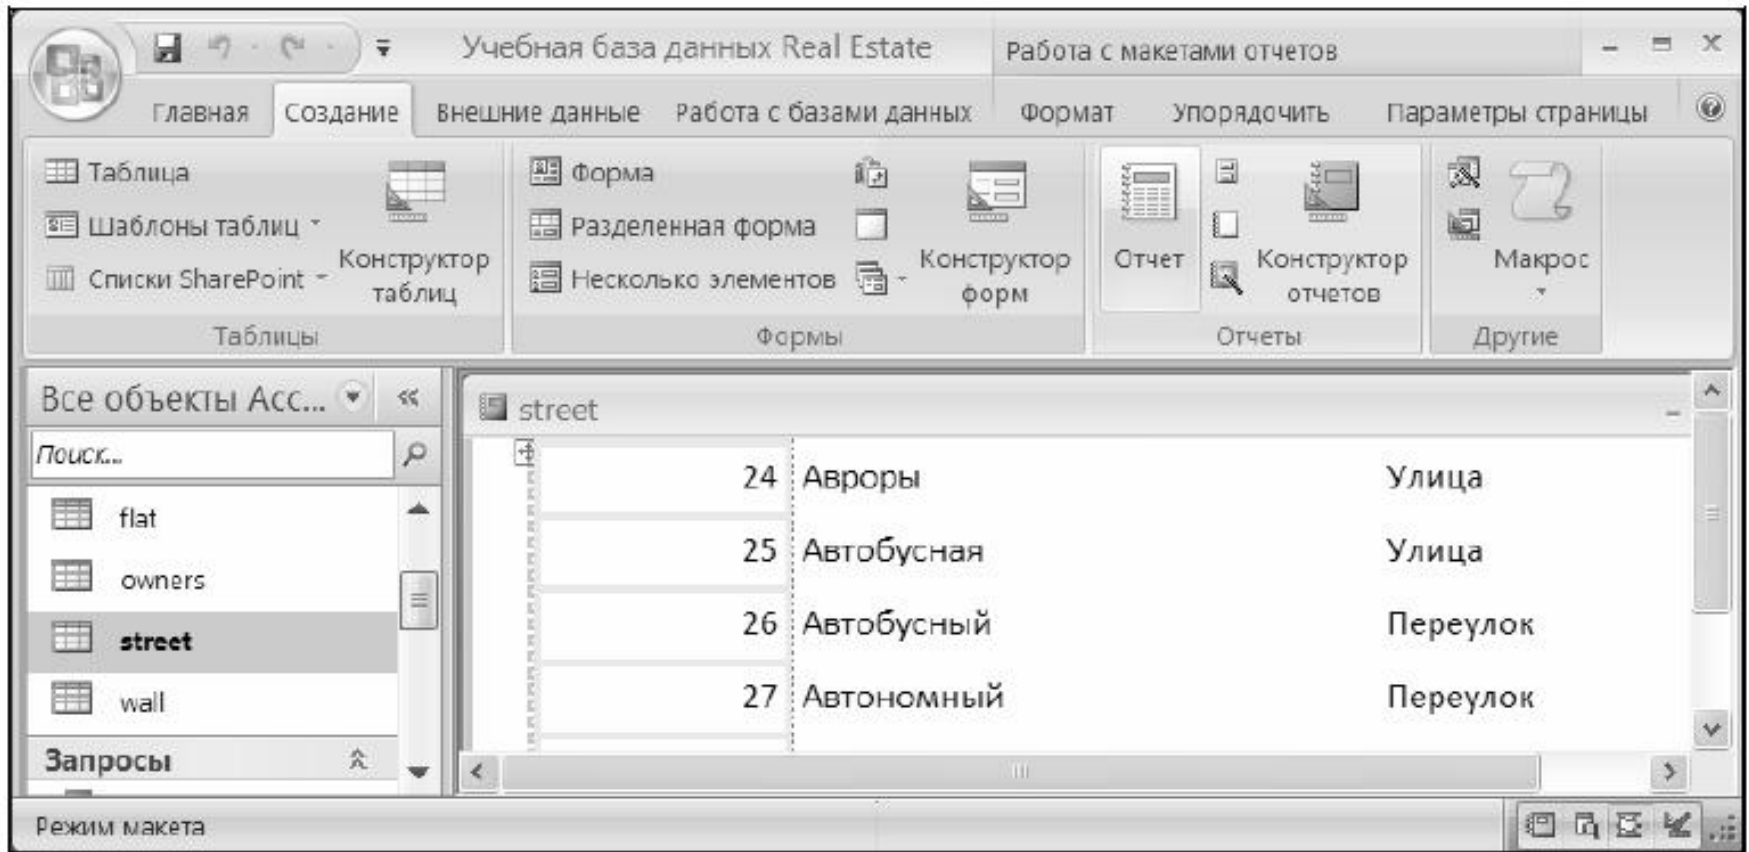 Учебная база данных Real Estate
Работа с макетами отчетов
Главная Создание Внешние данные Работа с базами данных Формат Упорядочить Параметры страницы
Таблица
Шаблоны таблиц
Списки SharePoint
Конструктор
таблиц
Таблицы
Форма
Разделенная форма
Несколько элементов
Конструктор
форм
Формы
Отчет
Конструктор
отчетов
Отчеты
Макрос
Другие
Все объекты Acc...
Поиск...
flat
owners
street
wall
Запросы
street
24 Авроры Улица
25 Автобусная Улица
26 Автобусный Переулок
27 Автономный Переулок
Режим макета